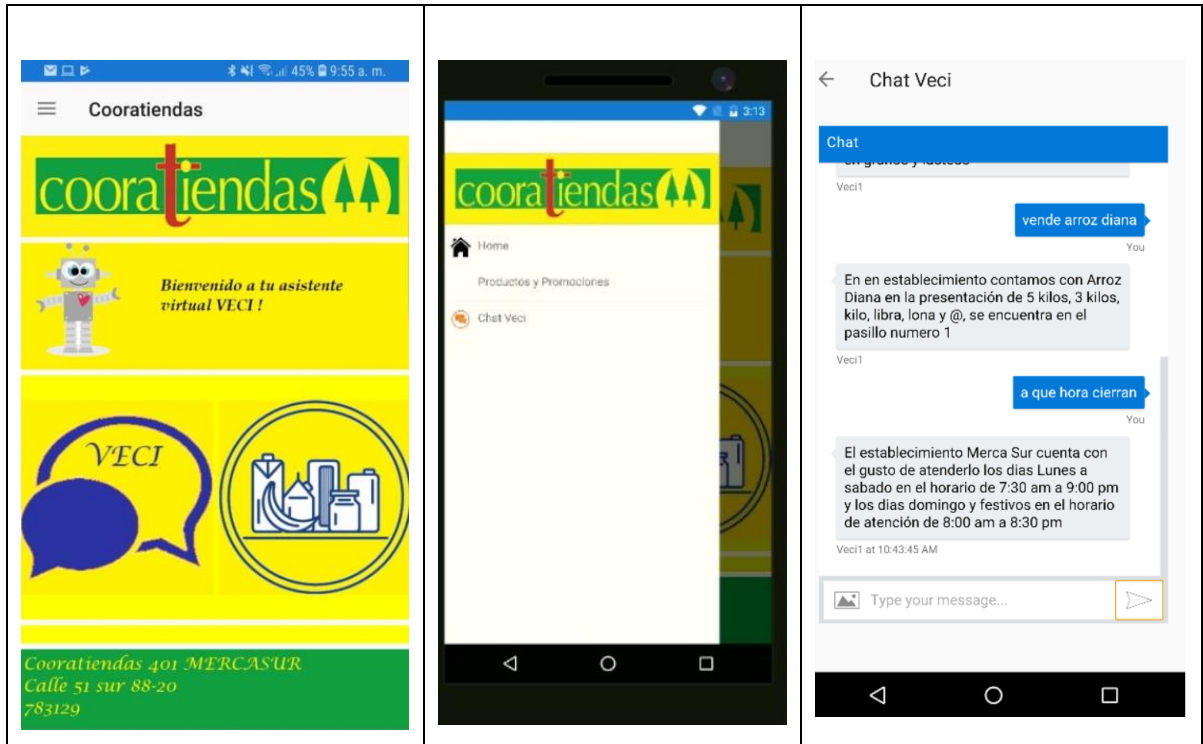 45% 9:55 a. m.
Cooratiendas
cooratiendas
Bienvenido a tu asistente
virtual VECI !
VECI
Cooratiendas 401 MERCASUR
Calle 51 sur 88-20
783129
3:13
cooratiendas
Home
Productos y Promociones
Chat Veci
Chat Veci
Chat
en granos y
Veci1
vende arroz diana
You
En en establecimiento contamos con Arroz
Diana en la presentación de 5 kilos, 3 kilos,
kilo, libra, lona y @, se encuentra en el
pasillo numero 1
Veci1
a que hora cierran
You
El establecimiento Merca Sur cuenta con
el gusto de atenderlo los dias Lunes a
sabado en el horario de 7:30 am a 9:00 pm
y los dias domingo y festivos en el horario
de atención de 8:00 am a 8:30 pm
Veci1 at 10:43:45 AM
Type your message...